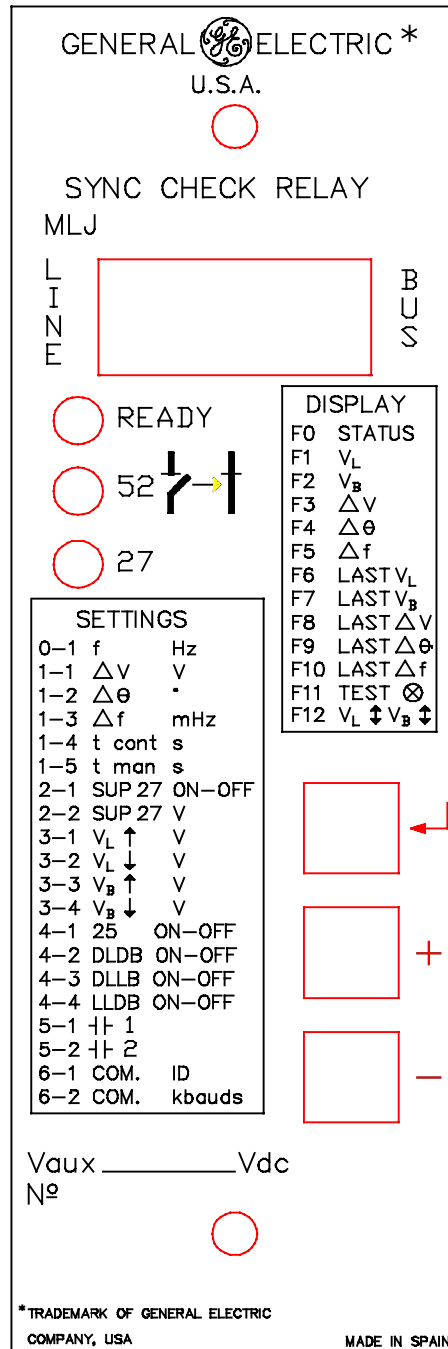 GENERAL GE ELECTRIC*
U.S.A.
SYNC CHECK RELAY
MLJ
LINE
BUS
READY
52
27
DISPLAY
F0 STATUS
F1 VL
F2 VB
F3 △V
F4 △θ
F5 △f
F6 LAST VL
F7 LAST VB
F8 LAST △V
F9 LAST △θ
F10 LAST △f
F11 TEST ⊗
F12 VL ↕ VB ↕
SETTINGS
0-1 f Hz
1-1 △V V
1-2 △θ °
1-3 △f mHz
1-4 t cont s
1-5 t man s
2-1 SUP 27 ON-OFF
2-2 SUP 27 V
3-1 VL ↑ V
3-2 VL ↓ V
3-3 VB ↑ V
3-4 VB ↓ V
4-1 25 ON-OFF
4-2 DLDB ON-OFF
4-3 DLLB ON-OFF
4-4 LLDB ON-OFF
5-1 ⊣⊢ 1
5-2 ⊣⊢ 2
6-1 COM. ID
6-2 COM. kbauds
+
-
Vaux__________Vdc
Nº
*TRADEMARK OF GENERAL ELECTRIC
COMPANY, USA
MADE IN SPAIN